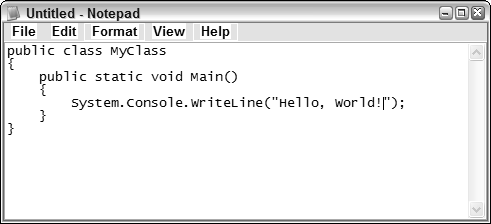 Untitled - Notepad
File Edit Format View Help
public class MyClass
{
    public static void Main()
    {
        System.Console.WriteLine("Hello, World!");
    }
}